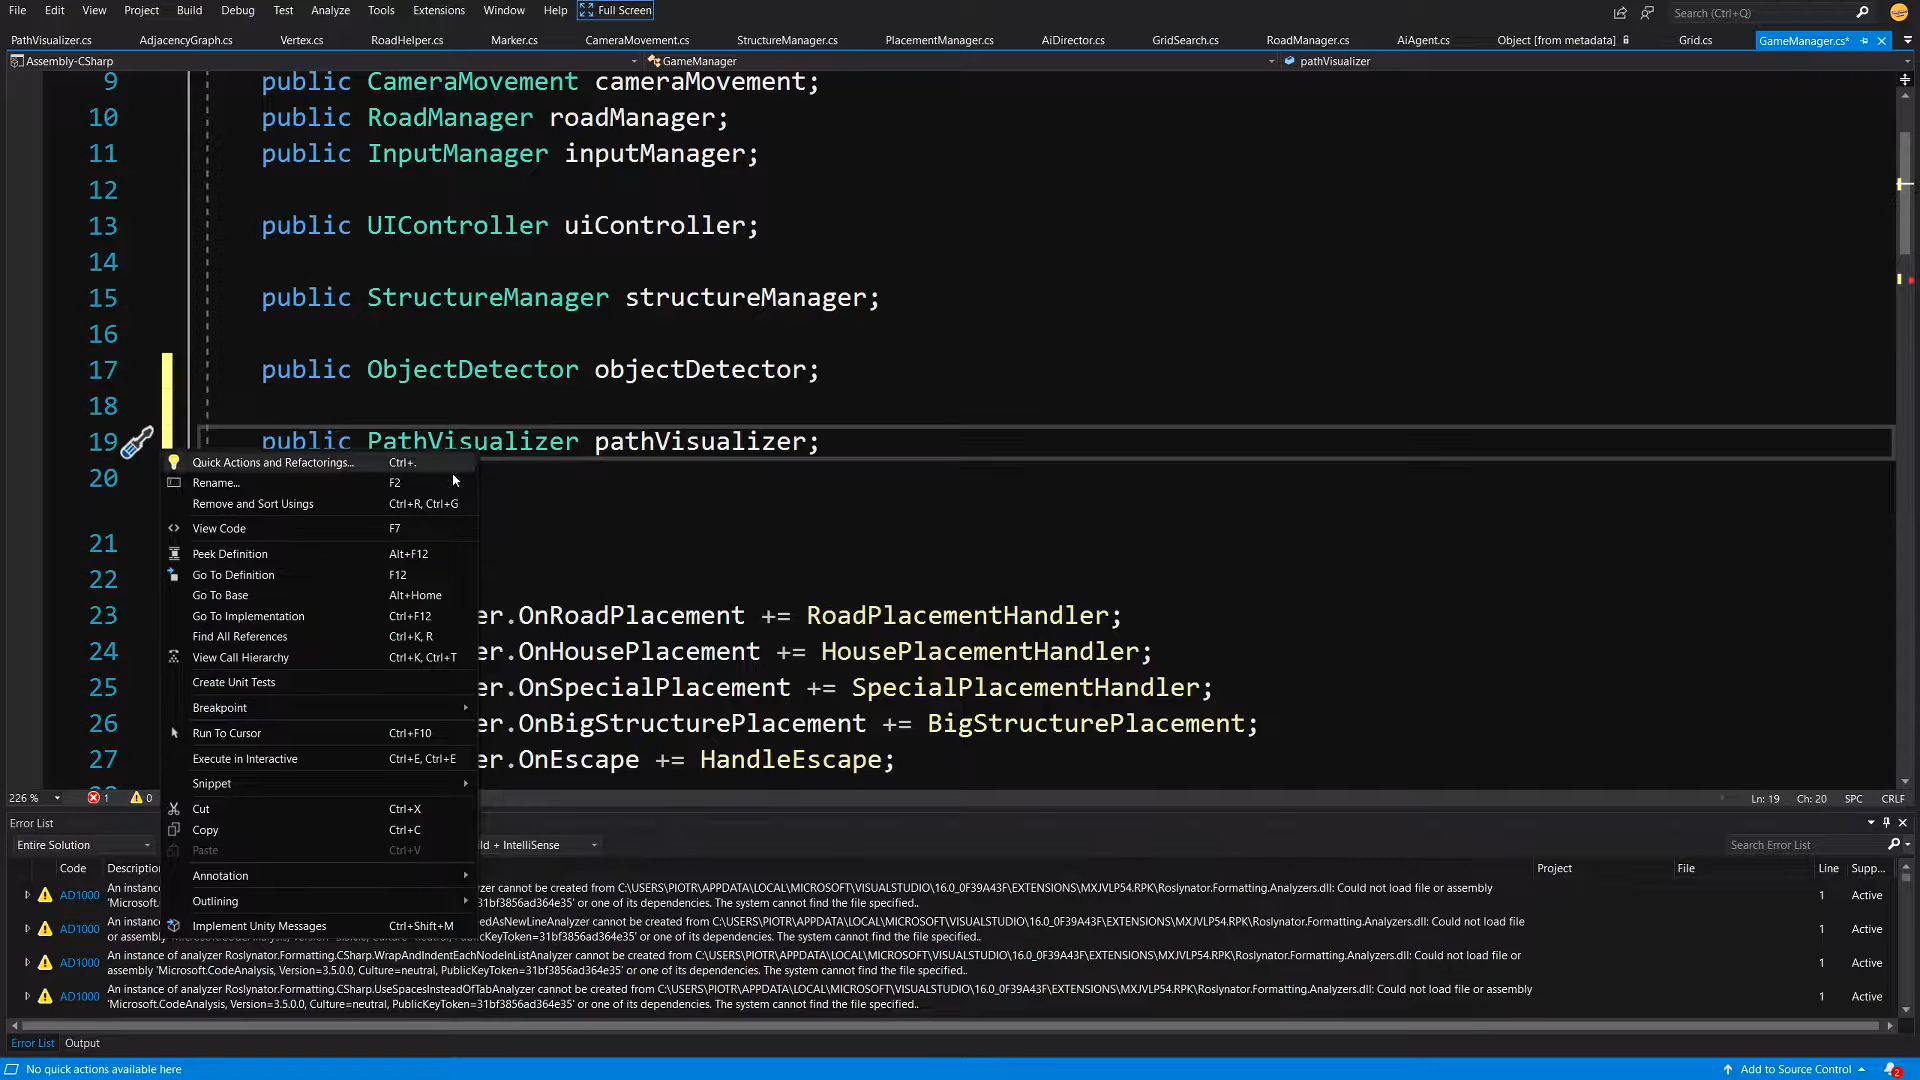 File Edit View Project Build Debug Test Analyze Tools Extensions Window Help Full Screen Search (Ctrl+Q)
PathVisualizer.cs AdjacencyGraph.cs Vertex.cs RoadHelper.cs Marker.cs CameraMovement.cs StructureManager.cs PlacementManager.cs AiDirector.cs GridSearch.cs RoadManager.cs AiAgent.cs Object [from metadata] Grid.cs GameManager.cs*
Assembly-CSharp GameManager pathVisualizer
9 public CameraMovement cameraMovement;
10 public RoadManager roadManager;
11 public InputManager inputManager;
12
13 public UIController uiController;
14
15 public StructureManager structureManager;
16
17 public ObjectDetector objectDetector;
18
19 public PathVisualizer pathVisualizer;
20
21
22
23 er.OnRoadPlacement += RoadPlacementHandler;
24 er.OnHousePlacement += HousePlacementHandler;
25 er.OnSpecialPlacement += SpecialPlacementHandler;
26 er.OnBigStructurePlacement += BigStructurePlacement;
27 er.OnEscape += HandleEscape;
Quick Actions and Refactorings... Ctrl+.
Rename... F2
Remove and Sort Usings Ctrl+R, Ctrl+G
View Code F7
Peek Definition Alt+F12
Go To Definition F12
Go To Base Alt+Home
Go To Implementation Ctrl+F12
Find All References Ctrl+K, R
View Call Hierarchy Ctrl+K, Ctrl+T
Create Unit Tests
Breakpoint
Run To Cursor Ctrl+F10
Execute in Interactive Ctrl+E, Ctrl+E
Snippet
Cut Ctrl+X
Copy Ctrl+C
Paste Ctrl+V
Annotation
Outlining
Implement Unity Messages Ctrl+Shift+M
226 % 1 0 Ln: 19 Ch: 20 SPC CRLF
Error List
Entire Solution ld + IntelliSense Search Error List
Code Descriptio Project File Line Supp...
AD1000 An instanc zer cannot be created from C:\USERS\PIOTR\APPDATA\LOCAL\MICROSOFT\VISUALSTUDIO\16.0_0F39A43F\EXTENSIONS\MXJVLP54.RPK\Roslynator.Formatting.Analyzers.dll: Could not load file or assembly 1 Active
'Microsoft.CodeAnalysis, Version=3.5.0.0, Culture=neutral, PublicKeyToken=31bf3856ad364e35' or one of its dependencies. The system cannot find the file specified..
AD1000 An instanc edAsNewLineAnalyzer cannot be created from C:\USERS\PIOTR\APPDATA\LOCAL\MICROSOFT\VISUALSTUDIO\16.0_0F39A43F\EXTENSIONS\MXJVLP54.RPK\Roslynator.Formatting.Analyzers.dll: Could not load file 1 Active
or assemb PublicKeyToken=31bf3856ad364e35' or one of its dependencies. The system cannot find the file specified..
AD1000 An instance of analyzer Roslynator.Formatting.CSharp.WrapAndIndentEachNodeInListAnalyzer cannot be created from C:\USERS\PIOTR\APPDATA\LOCAL\MICROSOFT\VISUALSTUDIO\16.0_0F39A43F\EXTENSIONS\MXJVLP54.RPK\Roslynator.Formatting.Analyzers.dll: Could not load file or 1 Active
assembly 'Microsoft.CodeAnalysis, Version=3.5.0.0, Culture=neutral, PublicKeyToken=31bf3856ad364e35' or one of its dependencies. The system cannot find the file specified..
AD1000 An instance of analyzer Roslynator.Formatting.CSharp.UseSpacesInsteadOfTabAnalyzer cannot be created from C:\USERS\PIOTR\APPDATA\LOCAL\MICROSOFT\VISUALSTUDIO\16.0_0F39A43F\EXTENSIONS\MXJVLP54.RPK\Roslynator.Formatting.Analyzers.dll: Could not load file or assembly 1 Active
'Microsoft.CodeAnalysis, Version=3.5.0.0, Culture=neutral, PublicKeyToken=31bf3856ad364e35' or one of its dependencies. The system cannot find the file specified..
Error List Output
No quick actions available here Add to Source Control 2